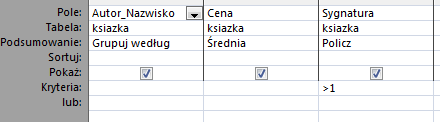 Pole: Autor_Nazwisko Cena Sygnatura
Tabela: ksiazka ksiazka ksiazka
Podsumowanie: Grupuj według Średnia Policz
Sortuj:
Pokaż:
Kryteria: >1
lub: